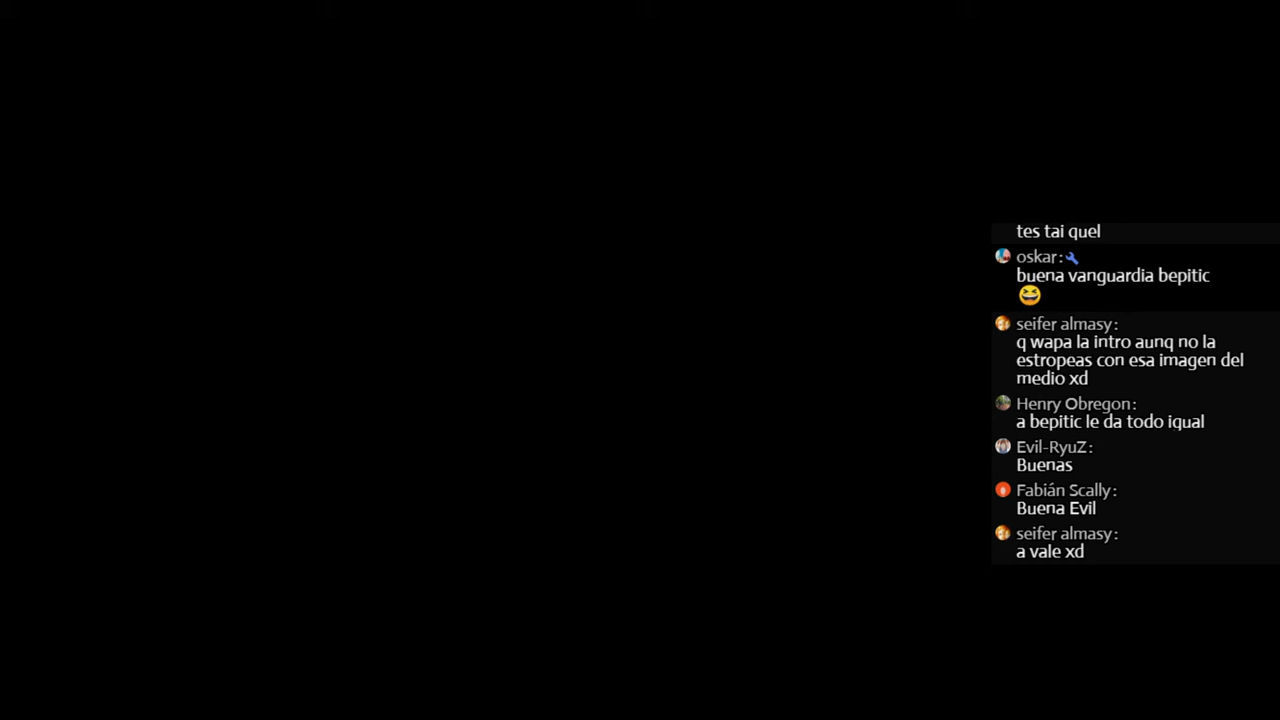 tes tai quel
oskar:
buena vanguardia bepitic
😆
seifer almasy:
q wapa la intro aunq no la
estropeas con esa imagen del
medio xd
Henry Obregon:
a bepitic le da todo igual
Evil-RyuZ:
Buenas
Fabián Scally:
Buena Evil
seifer almasy:
a vale xd